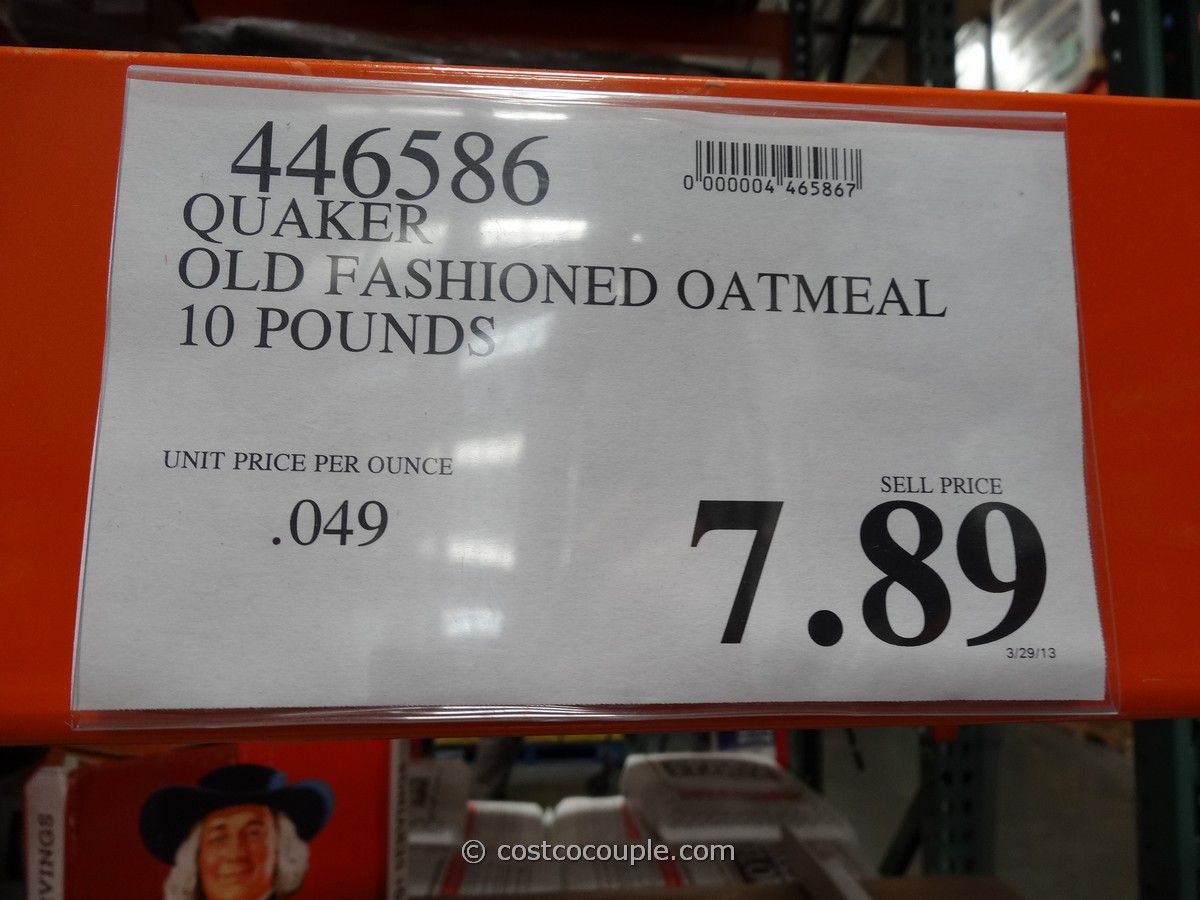 446586
0 000004 465867
QUAKER
OLD FASHIONED OATMEAL
10 POUNDS
UNIT PRICE PER OUNCE
.049
SELL PRICE
7.89
3/29/13
© costcocouple.com